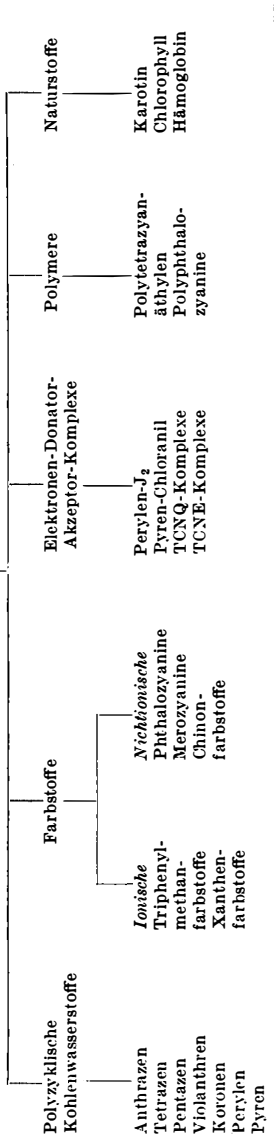 Polyzyklische
Kohlenwasserstoffe
Anthrazen
Tetrazen
Pentazen
Violanthren
Koronen
Perylen
Pyren
Farbstoffe
Ionische
Triphenyl-
methan-
farbstoffe
Xanthen-
farbstoffe
Nichtionische
Phthalozyanine
Merozyanine
Chinon-
farbstoffe
Elektronen-Donator-
Akzeptor-Komplexe
Perylen-J₂
Pyren-Chloranil
TCNQ-Komplexe
TCNE-Komplexe
Polymere
Polytetrazyan-
äthylen
Polyphthalo-
zyanine
Naturstoffe
Karotin
Chlorophyll
Hämoglobin